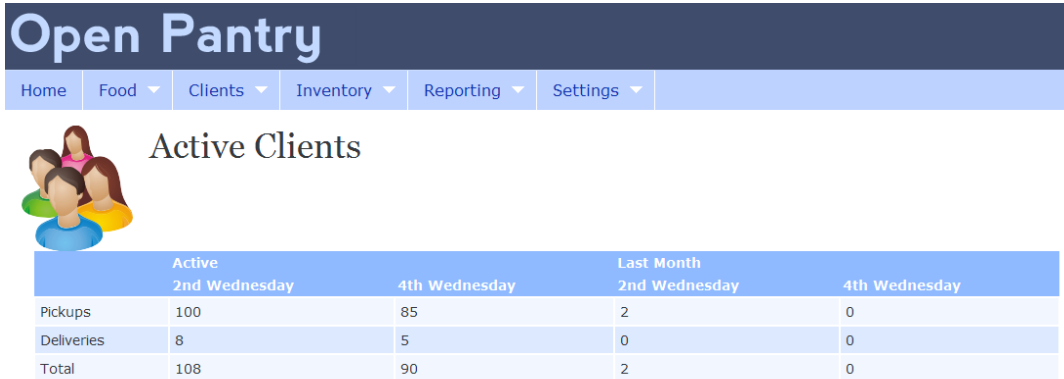 Open Pantry
Home Food Clients Inventory Reporting Settings
Active Clients
Active Last Month
2nd Wednesday 4th Wednesday 2nd Wednesday 4th Wednesday
Pickups 100 85 2 0
Deliveries 8 5 0 0
Total 108 90 2 0